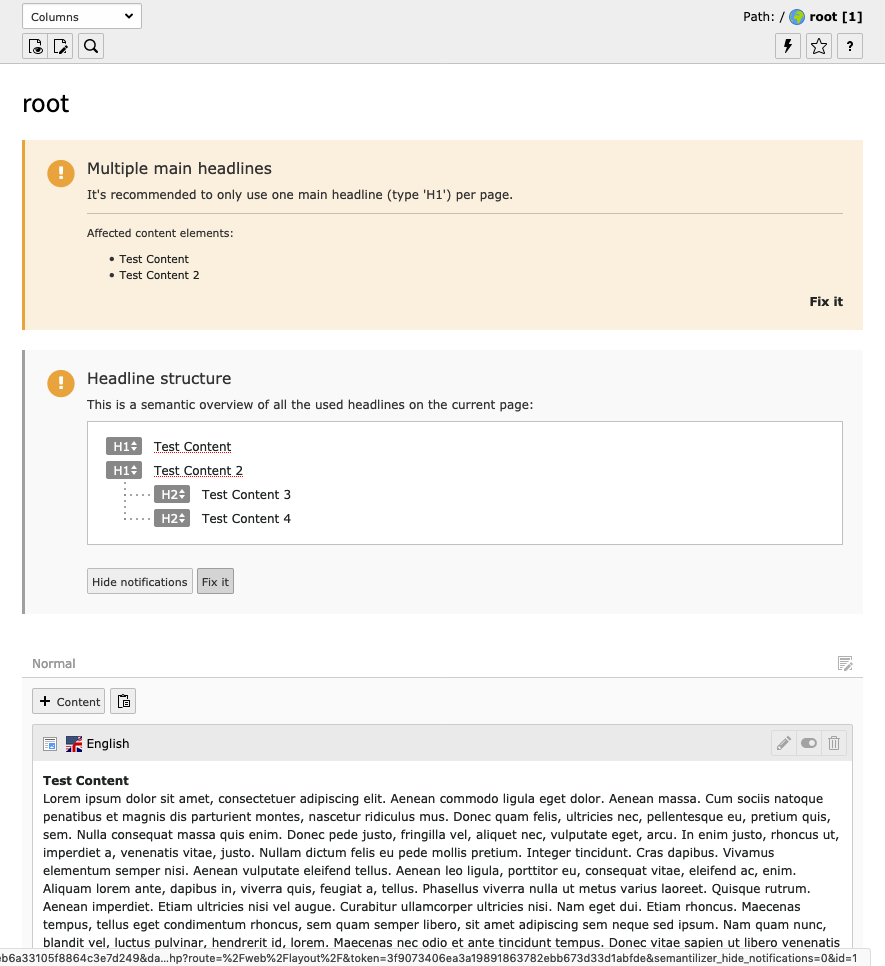 Columns
Path: / root [1]
?
root
Multiple main headlines
It's recommended to only use one main headline (type 'H1') per page.
Affected content elements:
• Test Content
• Test Content 2
Fix it
Headline structure
This is a semantic overview of all the used headlines on the current page:
H1 Test Content
H1 Test Content 2
H2 Test Content 3
H2 Test Content 4
Hide notifications Fix it
Normal
+ Content
English
Test Content
Lorem ipsum dolor sit amet, consectetuer adipiscing elit. Aenean commodo ligula eget dolor. Aenean massa. Cum sociis natoque
penatibus et magnis dis parturient montes, nascetur ridiculus mus. Donec quam felis, ultricies nec, pellentesque eu, pretium quis,
sem. Nulla consequat massa quis enim. Donec pede justo, fringilla vel, aliquet nec, vulputate eget, arcu. In enim justo, rhoncus ut,
imperdiet a, venenatis vitae, justo. Nullam dictum felis eu pede mollis pretium. Integer tincidunt. Cras dapibus. Vivamus
elementum semper nisi. Aenean vulputate eleifend tellus. Aenean leo ligula, porttitor eu, consequat vitae, eleifend ac, enim.
Aliquam lorem ante, dapibus in, viverra quis, feugiat a, tellus. Phasellus viverra nulla ut metus varius laoreet. Quisque rutrum.
Aenean imperdiet. Etiam ultricies nisi vel augue. Curabitur ullamcorper ultricies nisi. Nam eget dui. Etiam rhoncus. Maecenas
tempus, tellus eget condimentum rhoncus, sem quam semper libero, sit amet adipiscing sem neque sed ipsum. Nam quam nunc,
blandit vel, luctus pulvinar, hendrerit id, lorem. Maecenas nec odio et ante tincidunt tempus. Donec vitae sapien ut libero venenatis
eb6a33105f8864c3e7d249&da...hp?route=%2Fweb%2Flayout%2F&token=3f9073406ea3a19891863782ebb673d33d1abfde&semantilizer_hide_notifications=0&id=1